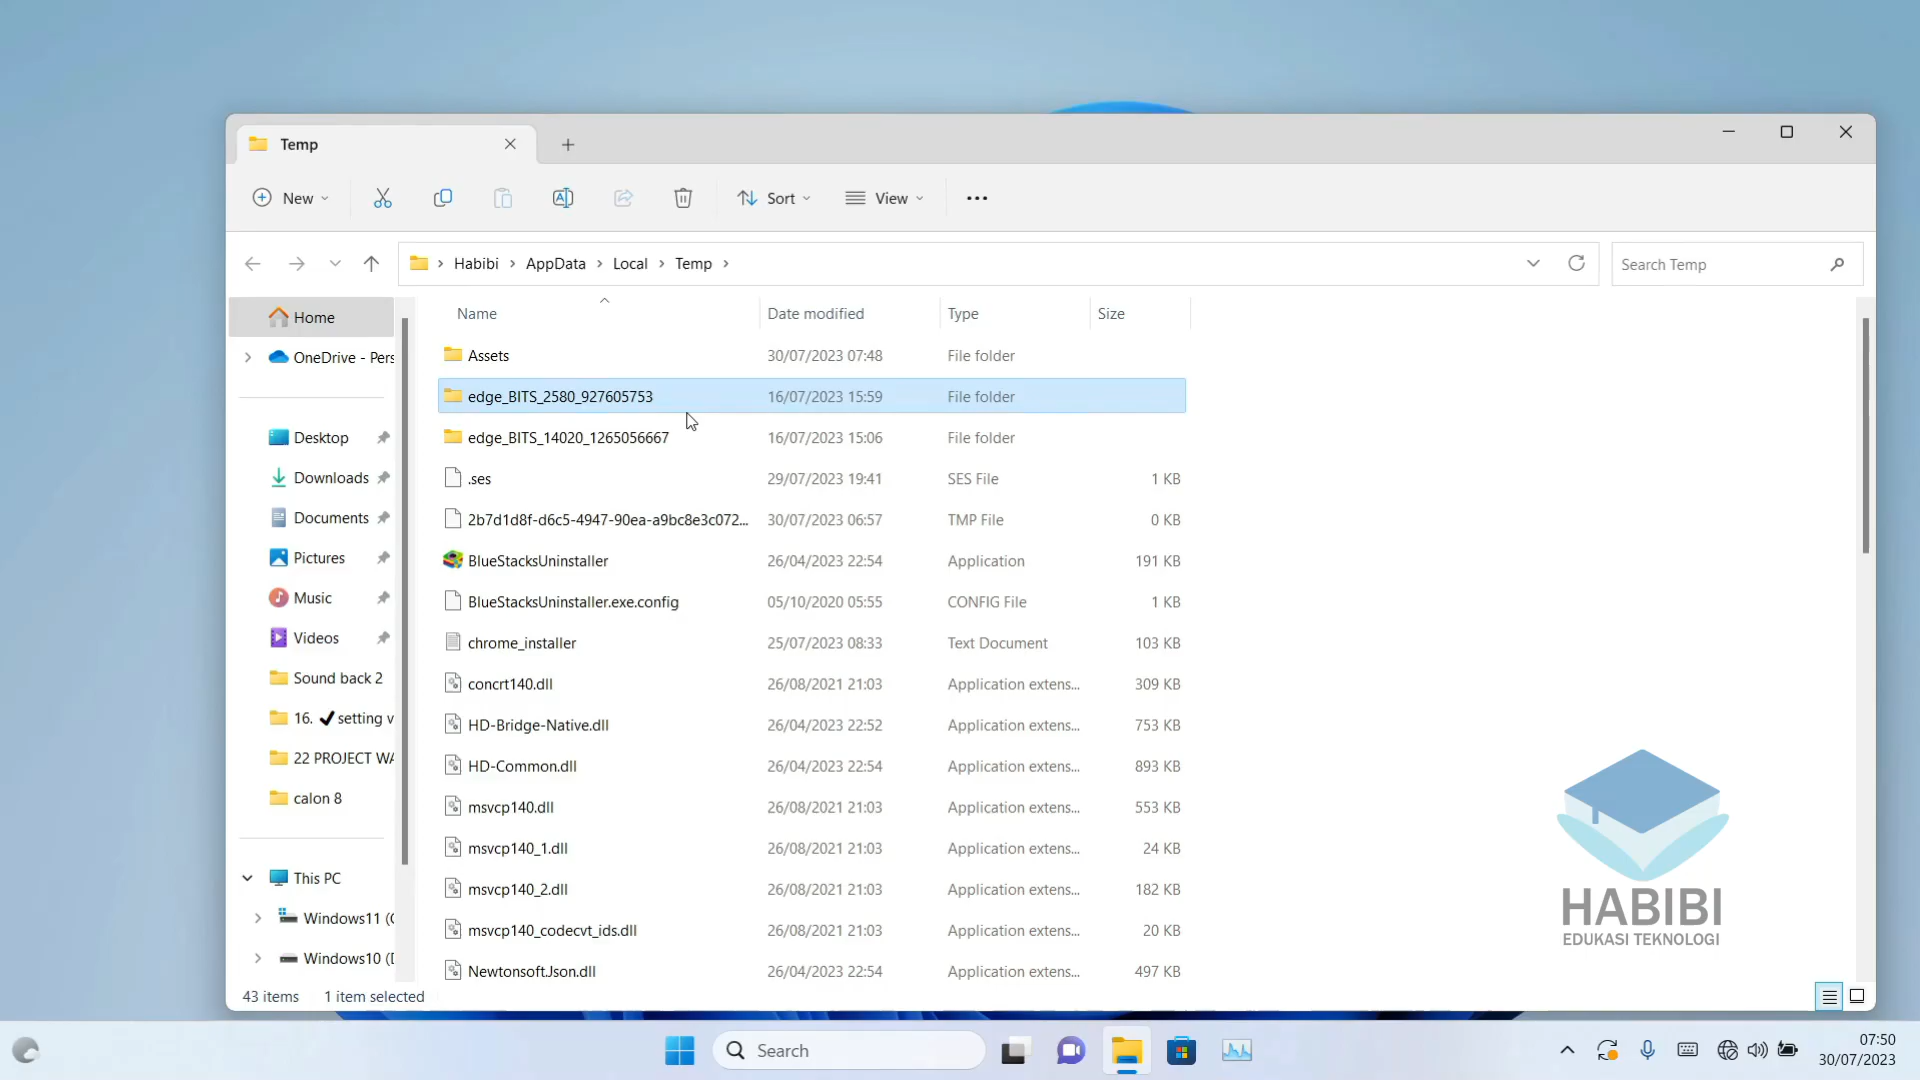 Temp
New
Sort
View
Habibi > AppData > Local > Temp >
Search Temp
Home
OneDrive - Pers
Desktop
Downloads
Documents
Pictures
Music
Videos
Sound back 2
16. ✔setting v
22 PROJECT WA
calon 8
This PC
Windows11 (C
Windows10 (D
Name Date modified Type Size
Assets 30/07/2023 07:48 File folder
edge_BITS_2580_927605753 16/07/2023 15:59 File folder
edge_BITS_14020_1265056667 16/07/2023 15:06 File folder
.ses 29/07/2023 19:41 SES File 1 KB
2b7d1d8f-d6c5-4947-90ea-a9bc8e3c072... 30/07/2023 06:57 TMP File 0 KB
BlueStacksUninstaller 26/04/2023 22:54 Application 191 KB
BlueStacksUninstaller.exe.config 05/10/2020 05:55 CONFIG File 1 KB
chrome_installer 25/07/2023 08:33 Text Document 103 KB
concrt140.dll 26/08/2021 21:03 Application extens... 309 KB
HD-Bridge-Native.dll 26/04/2023 22:52 Application extens... 753 KB
HD-Common.dll 26/04/2023 22:54 Application extens... 893 KB
msvcp140.dll 26/08/2021 21:03 Application extens... 553 KB
msvcp140_1.dll 26/08/2021 21:03 Application extens... 24 KB
msvcp140_2.dll 26/08/2021 21:03 Application extens... 182 KB
msvcp140_codecvt_ids.dll 26/08/2021 21:03 Application extens... 20 KB
Newtonsoft.Json.dll 26/04/2023 22:54 Application extens... 497 KB
HABIBI
EDUKASI TEKNOLOGI
43 items 1 item selected
Search
07:50
30/07/2023